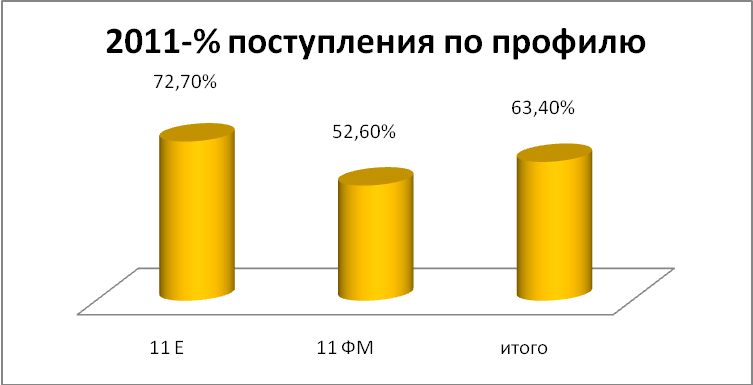 2011-% поступления по профилю
72,70%
52,60%
63,40%
11 Е
11 ФМ
итого